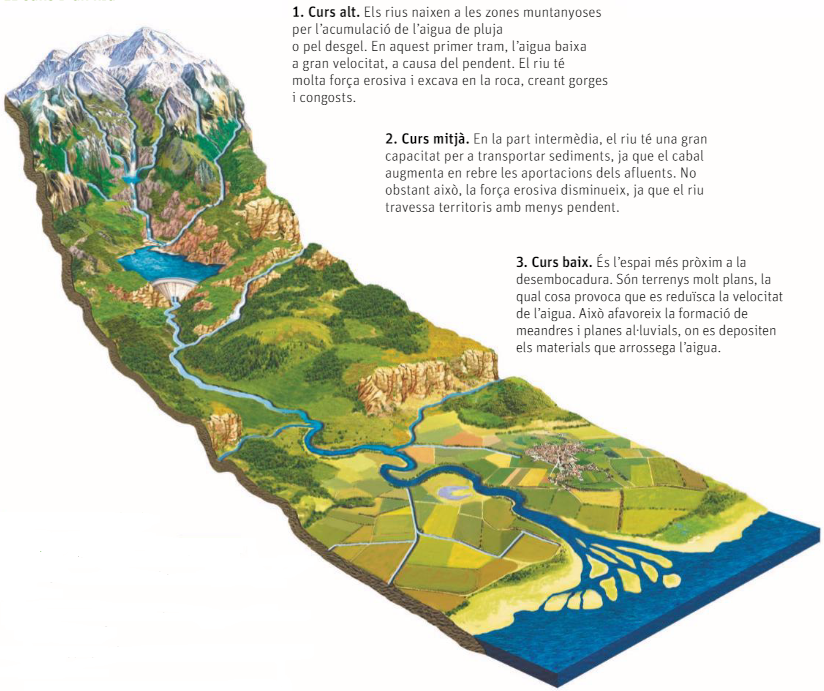 1. Curs alt. Els rius naixen a les zones muntanyoses
per l'acumulació de l'aigua de pluja
o pel desgel. En aquest primer tram, l'aigua baixa
a gran velocitat, a causa del pendent. El riu té
molta força erosiva i excava en la roca, creant gorges
i congosts.
2. Curs mitjà. En la part intermèdia, el riu té una gran
capacitat per a transportar sediments, ja que el cabal
augmenta en rebre les aportacions dels afluents. No
obstant això, la força erosiva disminueix, ja que el riu
travessa territoris amb menys pendent.
3. Curs baix. És l'espai més pròxim a la
desembocadura. Són terrenys molt plans, la
qual cosa provoca que es reduïsca la velocitat
de l'aigua. Això afavoreix la formació de
meandres i planes al·luvials, on es depositen
els materials que arrossega l'aigua.